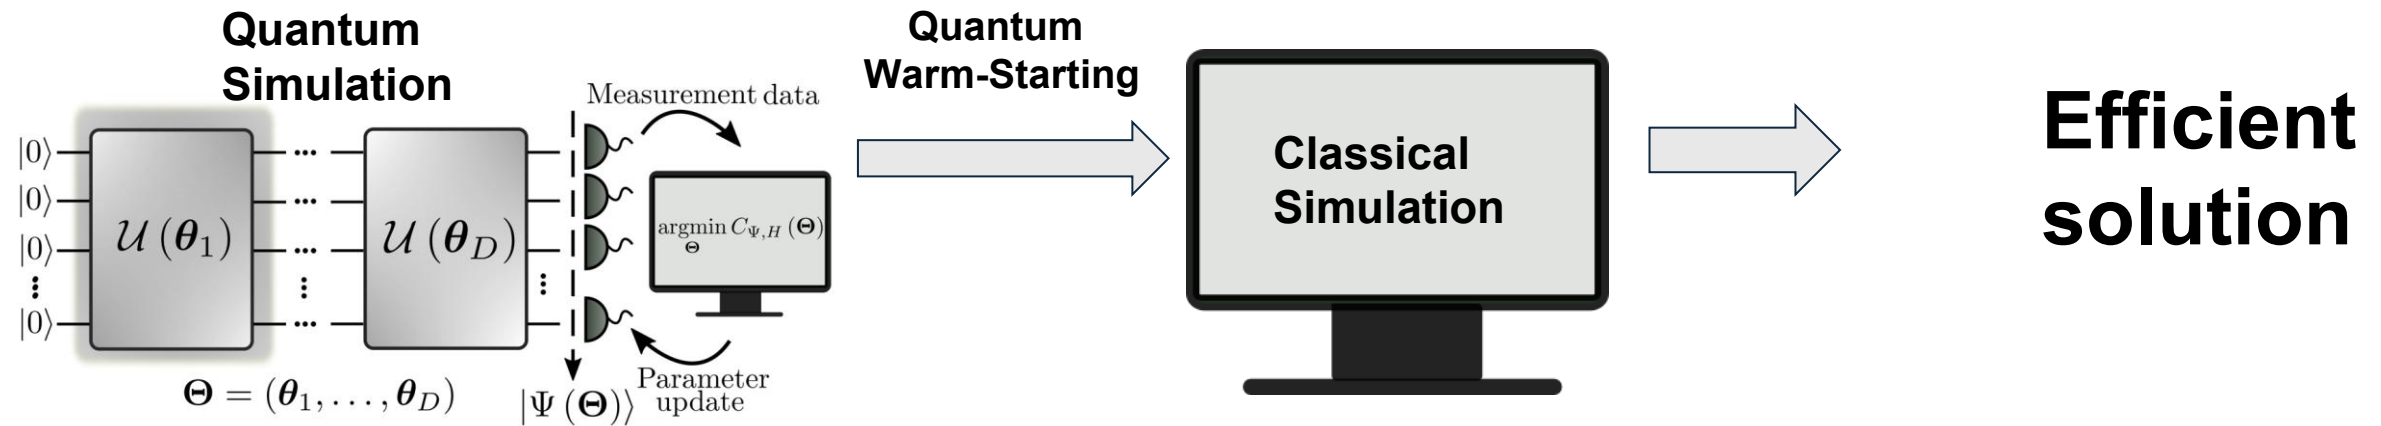 Quantum
Simulation
|0⟩
|0⟩
|0⟩
|0⟩
𝒰(θ₁)
𝒰(θ_D)
Θ = (θ₁, . . . , θ_D)
|Ψ(Θ)⟩
Measurement data
argmin C_{Ψ,H}(Θ)
Θ
Parameter
update
Quantum
Warm-Starting
Classical
Simulation
Efficient
solution